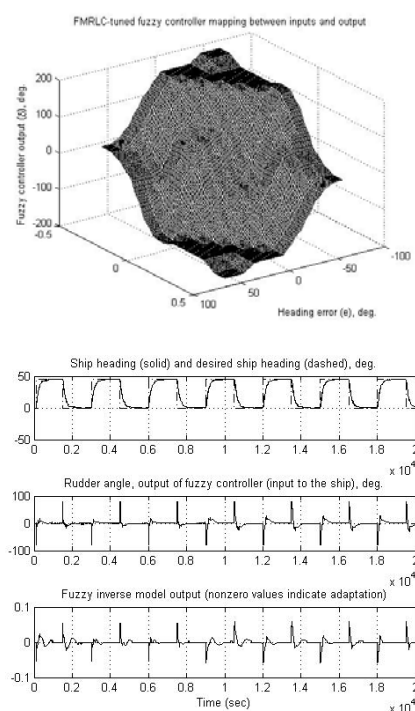 FMRLC-tuned fuzzy controller mapping between inputs and output
200
100
0
-100
-200
-0.5
0
0.5
100
50
0
-50
-100
Fuzzy controller output (δ), deg.
Heading error (e), deg.
Ship heading (solid) and desired ship heading (dashed), deg.
50
0
-50
0 0.2 0.4 0.6 0.8 1 1.2 1.4 1.6 1.8 2
x 10⁴
Rudder angle, output of fuzzy controller (input to the ship), deg.
100
0
-100
0 0.2 0.4 0.6 0.8 1 1.2 1.4 1.6 1.8 2
x 10⁴
Fuzzy inverse model output (nonzero values indicate adaptation)
0.1
0
-0.1
0 0.2 0.4 0.6 0.8 1 1.2 1.4 1.6 1.8 2
Time (sec)
x 10⁴